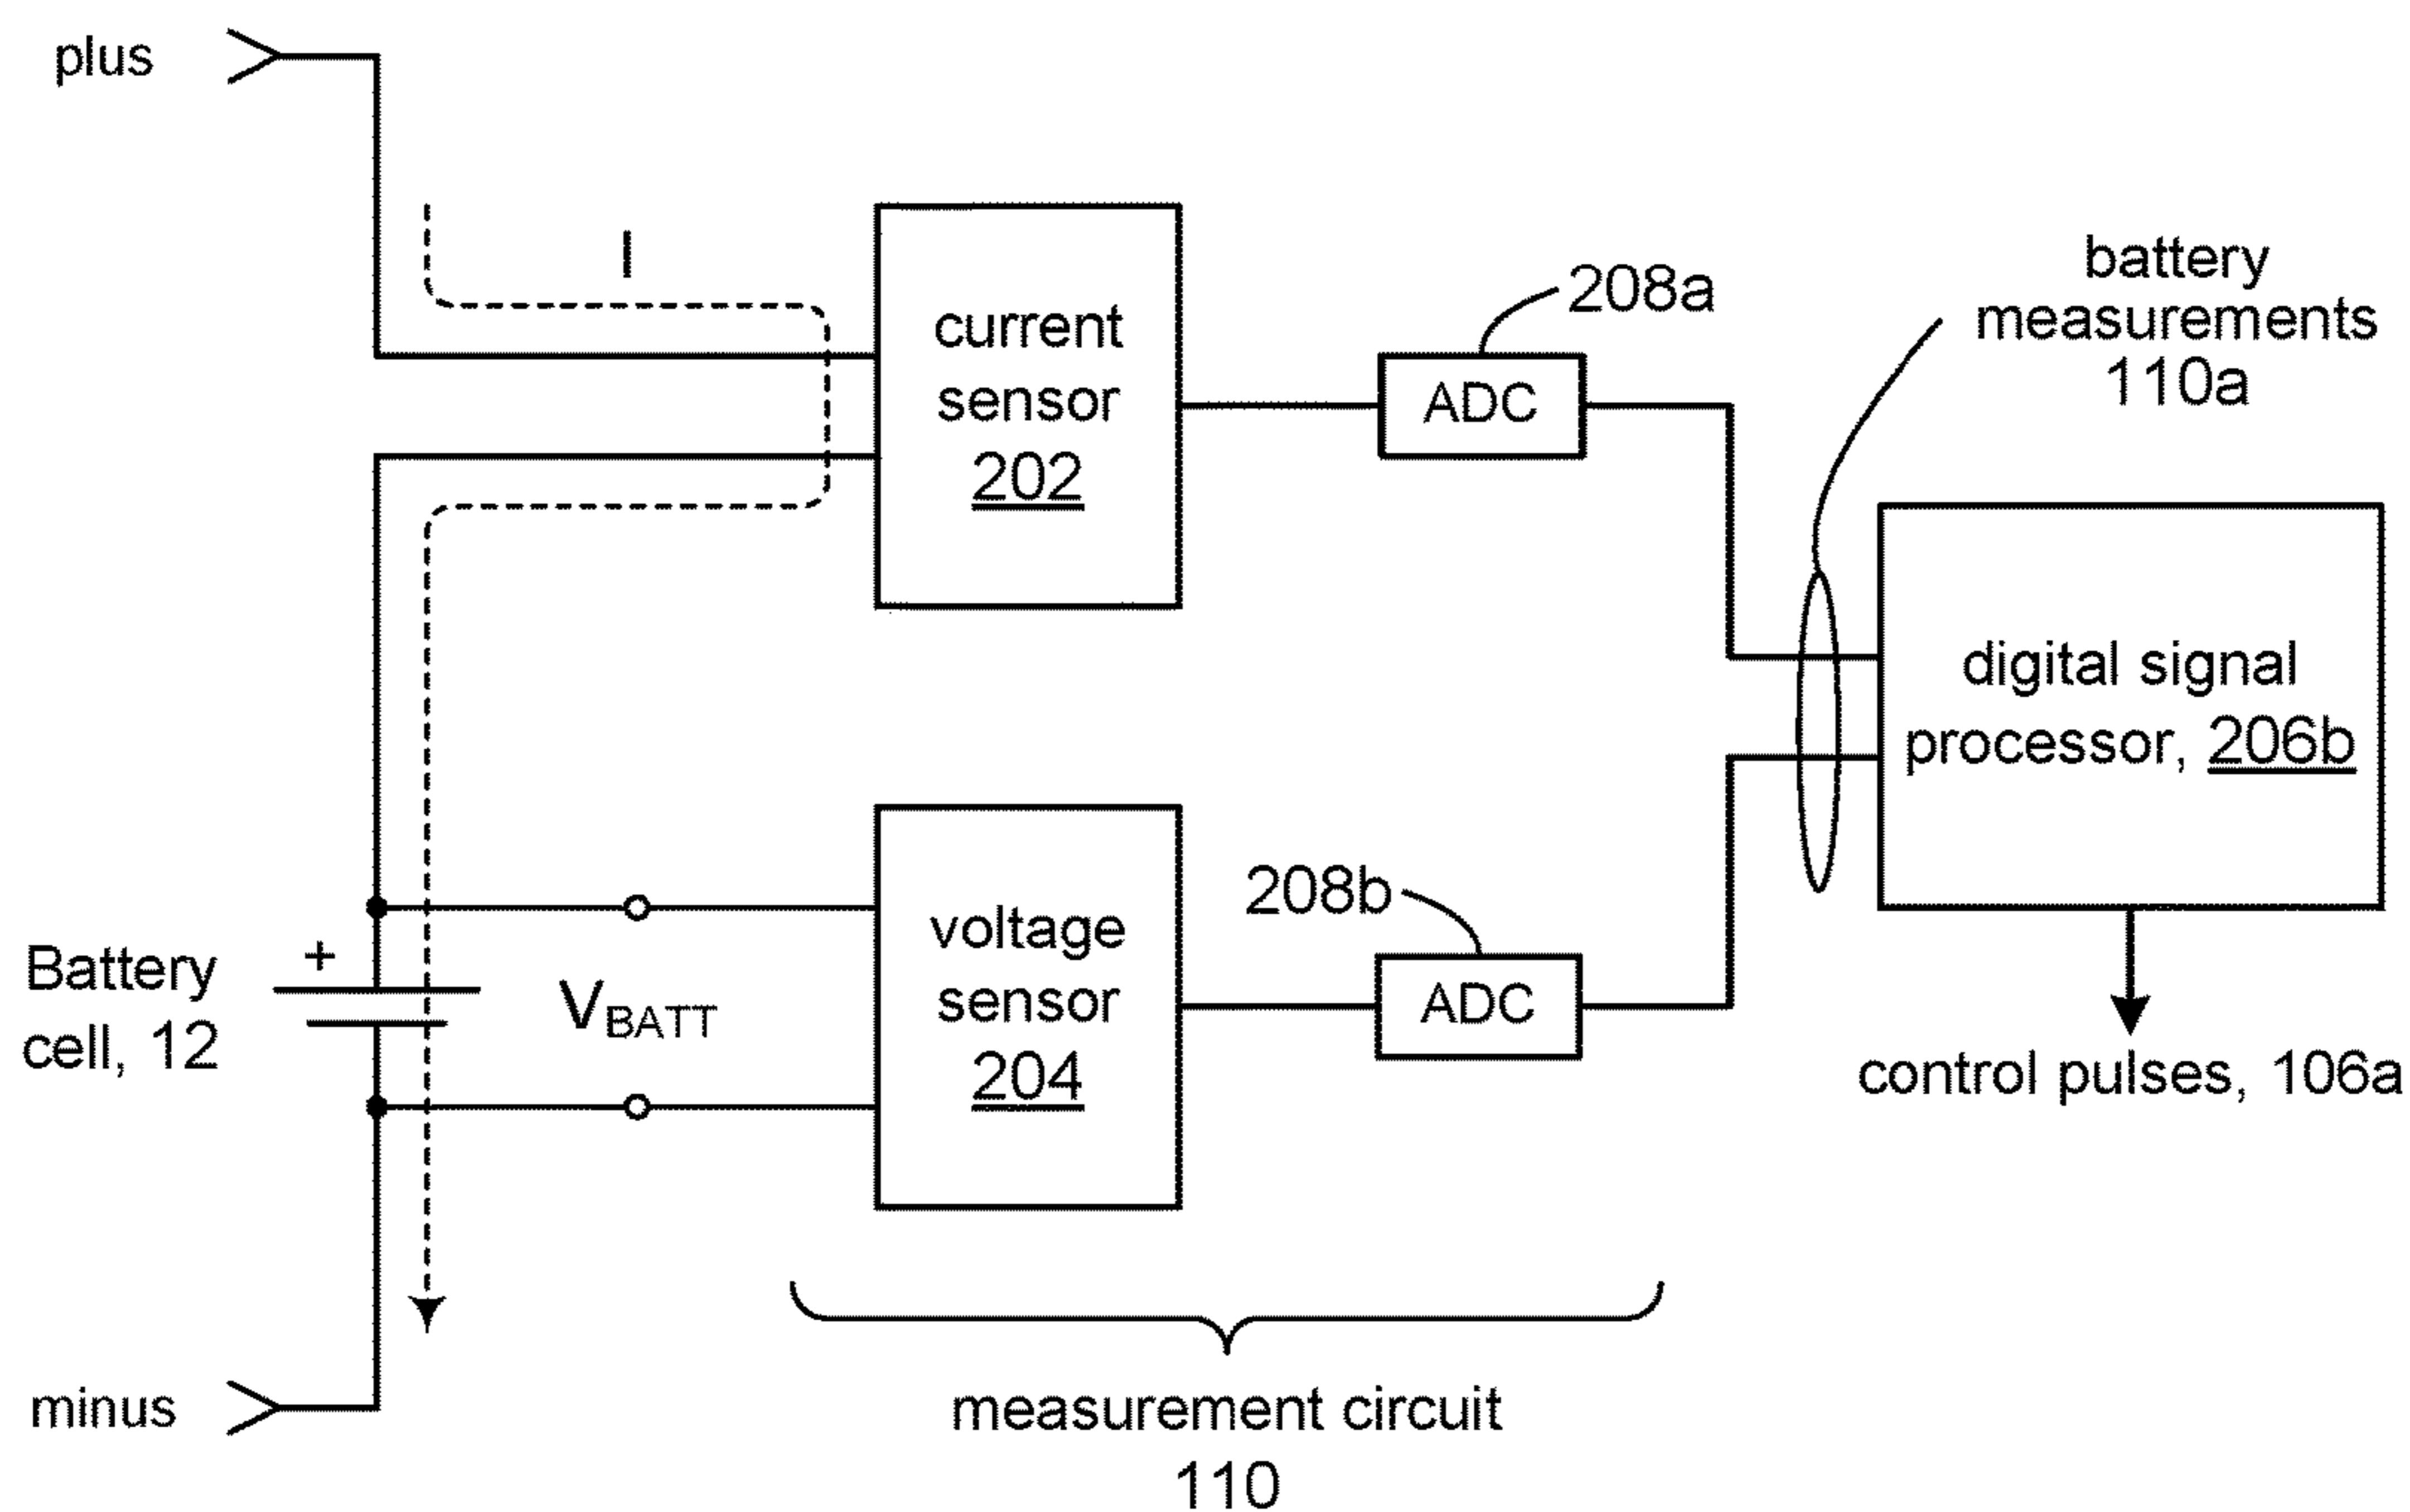 plus
I
current
sensor
202
208a
ADC
battery
measurements
110a
digital signal
processor, 206b
control pulses, 106a
Battery
cell, 12
+
VBATT
voltage
sensor
204
208b
ADC
minus
measurement circuit
110